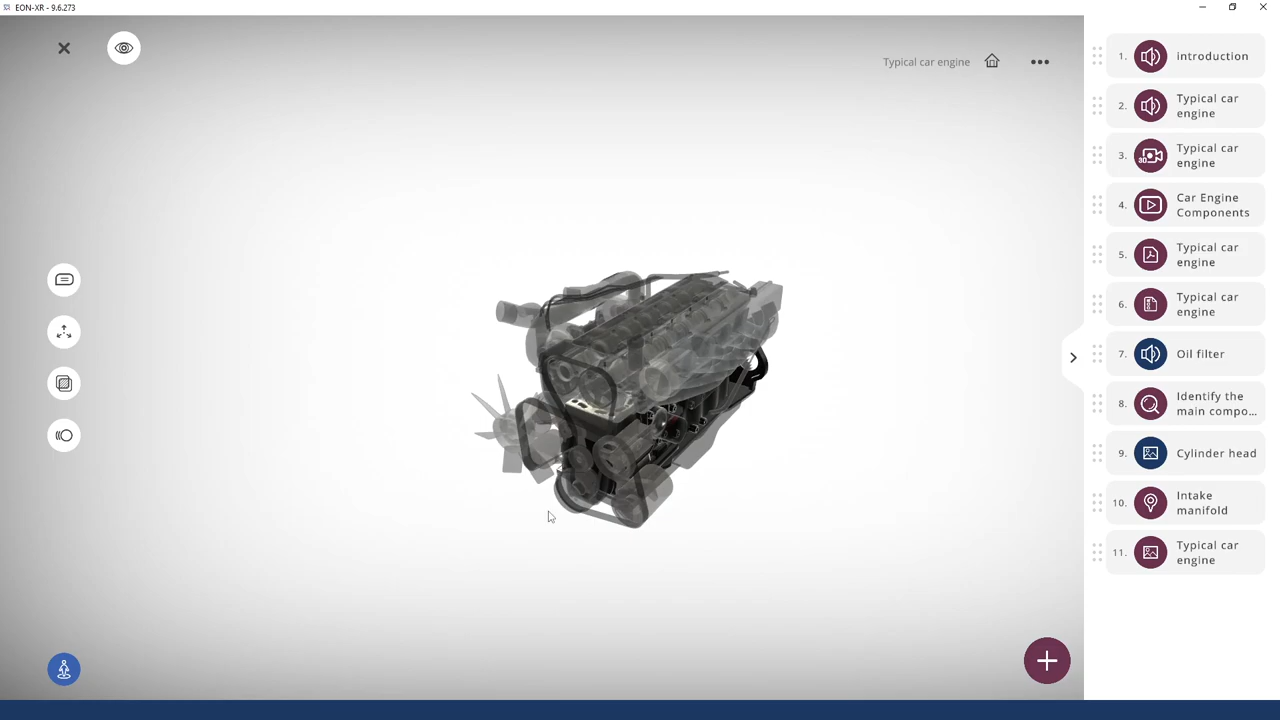 EON-XR - 9.6.273
Typical car engine
1. introduction
2. Typical car
engine
3. Typical car
engine
3D
4. Car Engine
Components
5. Typical car
engine
6. Typical car
engine
7. Oil filter
8. Identify the
main compo...
9. Cylinder head
10. Intake
manifold
11. Typical car
engine